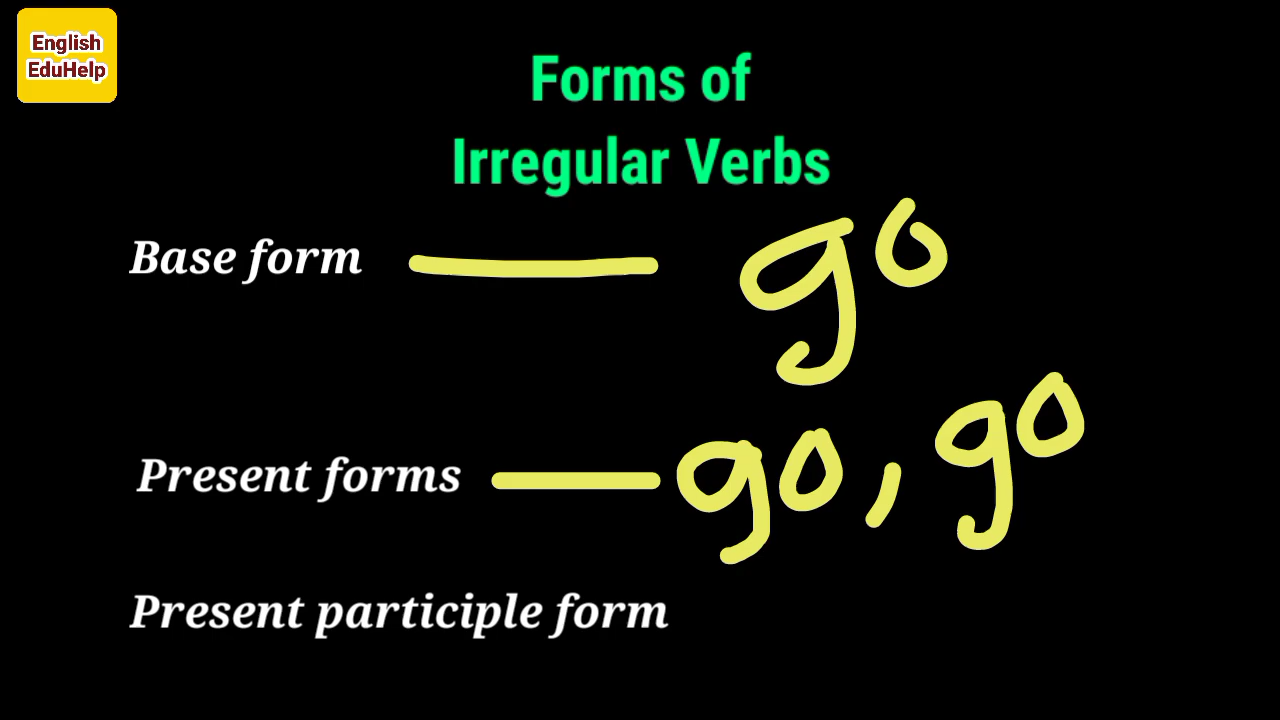 English
EduHelp
Forms of
Irregular Verbs
Base form — go
Present forms — go, go
Present participle form